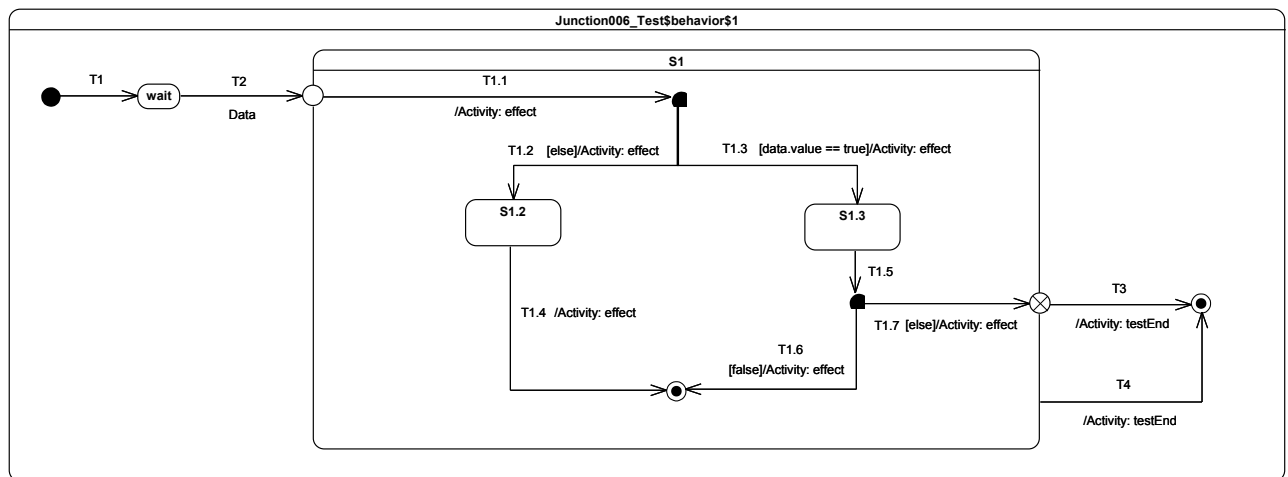 Junction006_Test$behavior$1
S1
T1
T2
T1.1
wait
Data
/Activity: effect
T1.2 [else]/Activity: effect
T1.3 [data.value == true]/Activity: effect
S1.2
S1.3
T1.5
T3
T1.4 /Activity: effect
T1.7 [else]/Activity: effect
/Activity: testEnd
T1.6
[false]/Activity: effect
T4
/Activity: testEnd